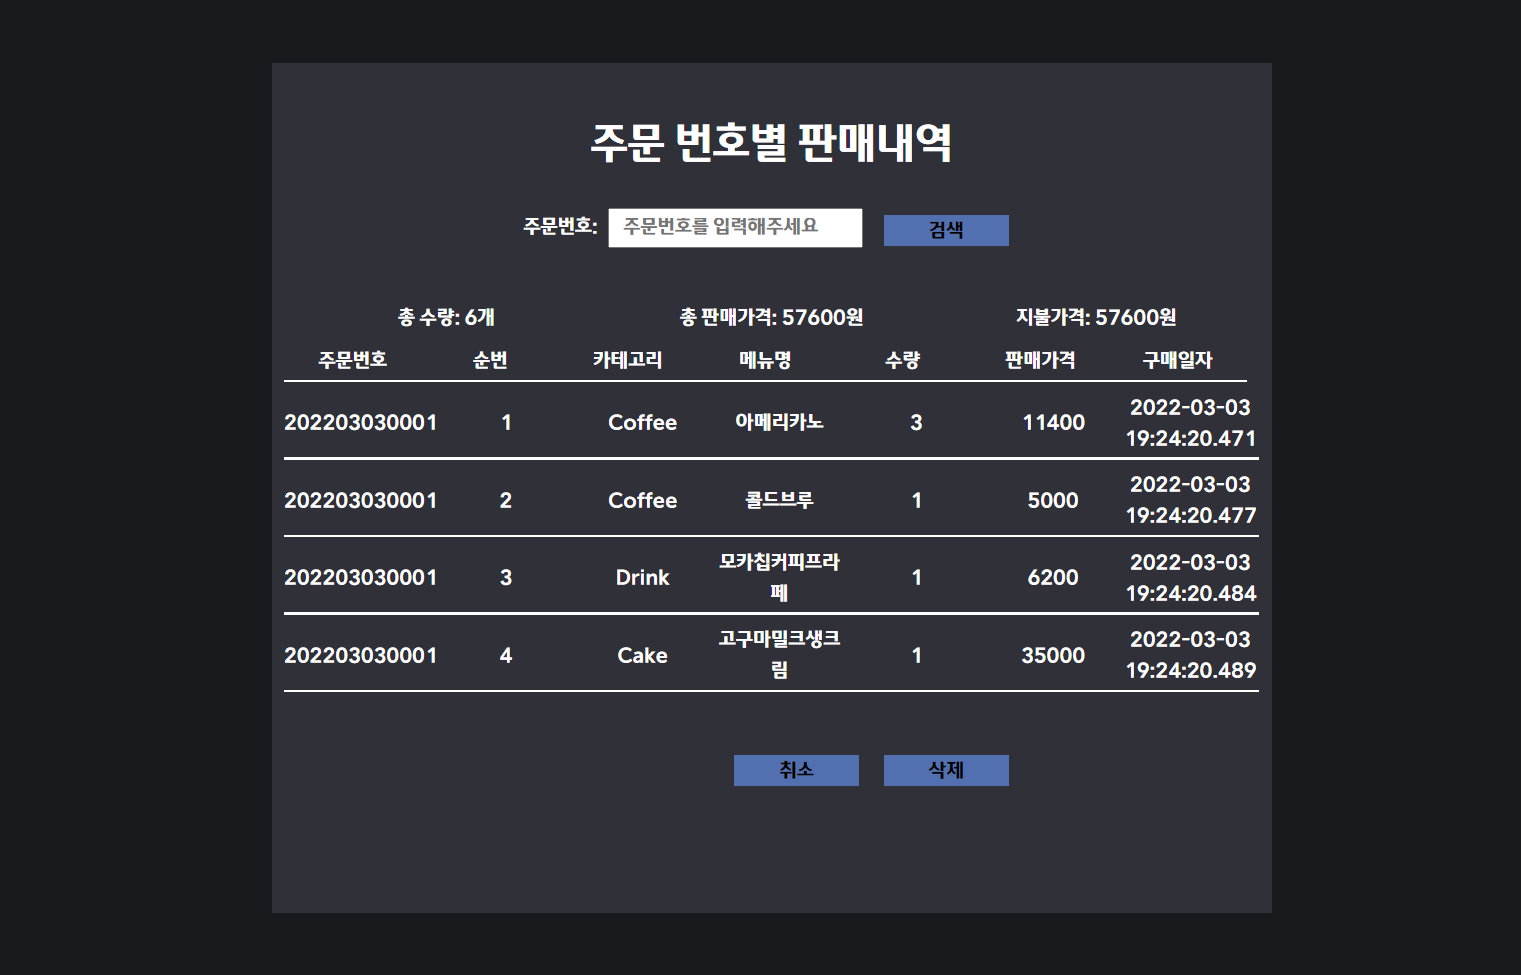 주문 번호별 판매내역
주문번호: 주문번호를 입력해주세요 검색
총 수량: 6개 총 판매가격: 57600원 지불가격: 57600원
주문번호 순번 카테고리 메뉴명 수량 판매가격 구매일자
202203030001 1 Coffee 아메리카노 3 11400 2022-03-03
19:24:20.471
202203030001 2 Coffee 콜드브루 1 5000 2022-03-03
19:24:20.477
202203030001 3 Drink 모카칩커피프라
페 1 6200 2022-03-03
19:24:20.484
202203030001 4 Cake 고구마밀크생크
림 1 35000 2022-03-03
19:24:20.489
취소 삭제